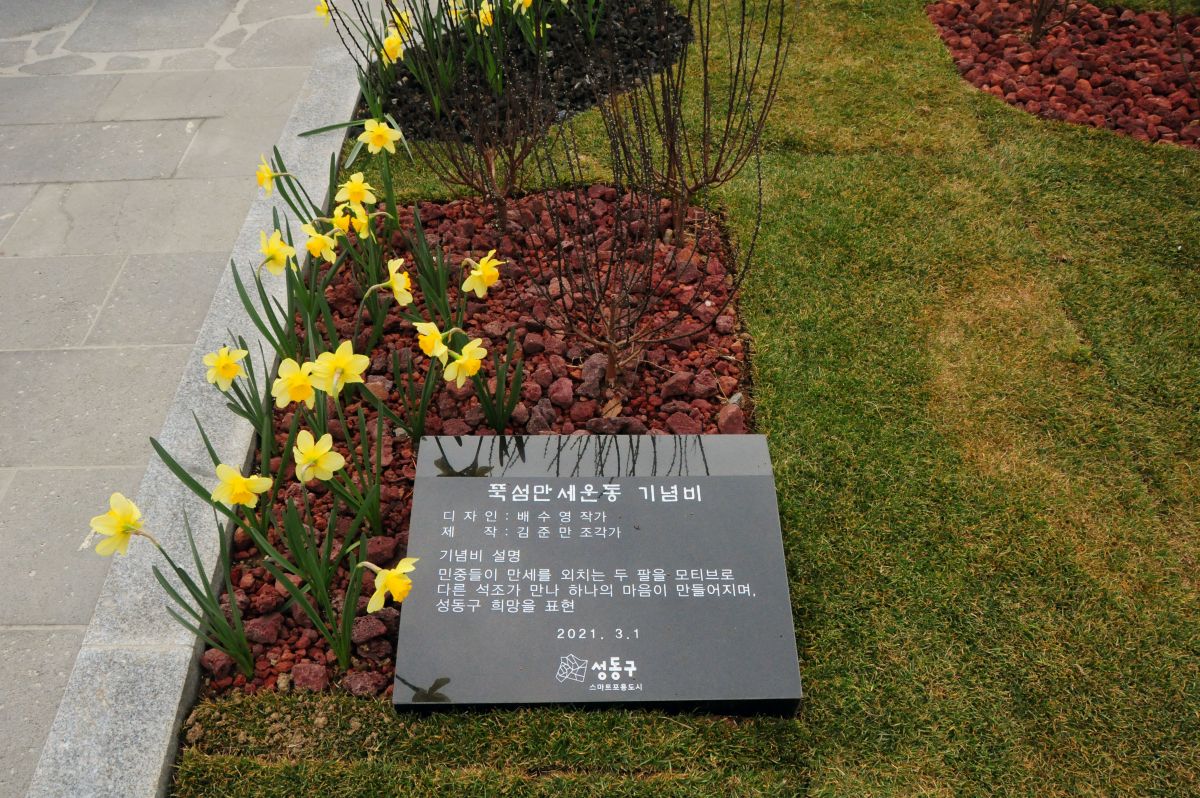 뚝섬만세운동 기념비
디 자 인 : 배 수 영 작가
제 작 : 김 준 만 조각가
기념비 설명
민중들이 만세를 외치는 두 팔을 모티브로
다른 석조가 만나 하나의 마음이 만들어지며,
성동구 희망을 표현
2021. 3.1
성동구
스마트포용도시